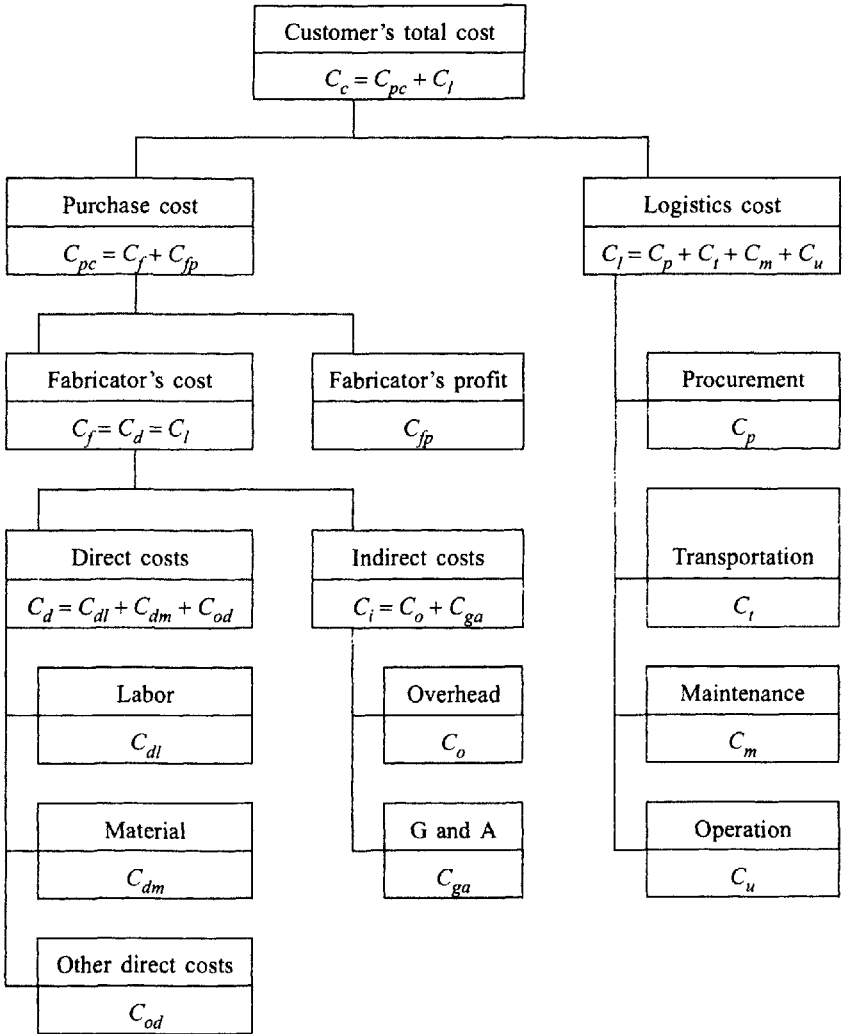 Customer's total cost
C_c = C_pc + C_l
Purchase cost
C_pc = C_f + C_fp
Logistics cost
C_l = C_p + C_t + C_m + C_u
Fabricator's cost
C_f = C_d = C_l
Fabricator's profit
C_fp
Procurement
C_p
Direct costs
C_d = C_dl + C_dm + C_od
Indirect costs
C_i = C_o + C_ga
Transportation
C_t
Labor
C_dl
Overhead
C_o
Maintenance
C_m
Material
C_dm
G and A
C_ga
Operation
C_u
Other direct costs
C_od